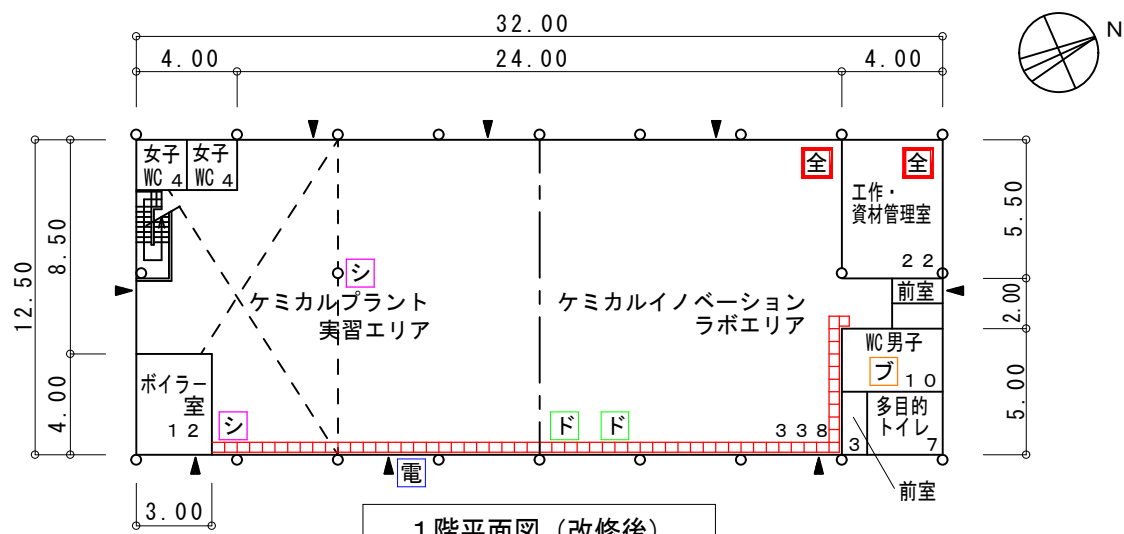 32.00
N
4.00
24.00
4.00
女子
WC 4
女子
WC 4
全
全
工作・
資材管理室
22
5.50
8.50
12.50
シ
ケミカルプラント
実習エリア
ケミカルイノベーション
ラボエリア
前室
2.00
WC 男子
ブ 10
ボイラー
室
12
4.00
シ
ド
ド
338
多目的
トイレ
3
7
5.00
電
前室
3.00
1階平面図（改修後）